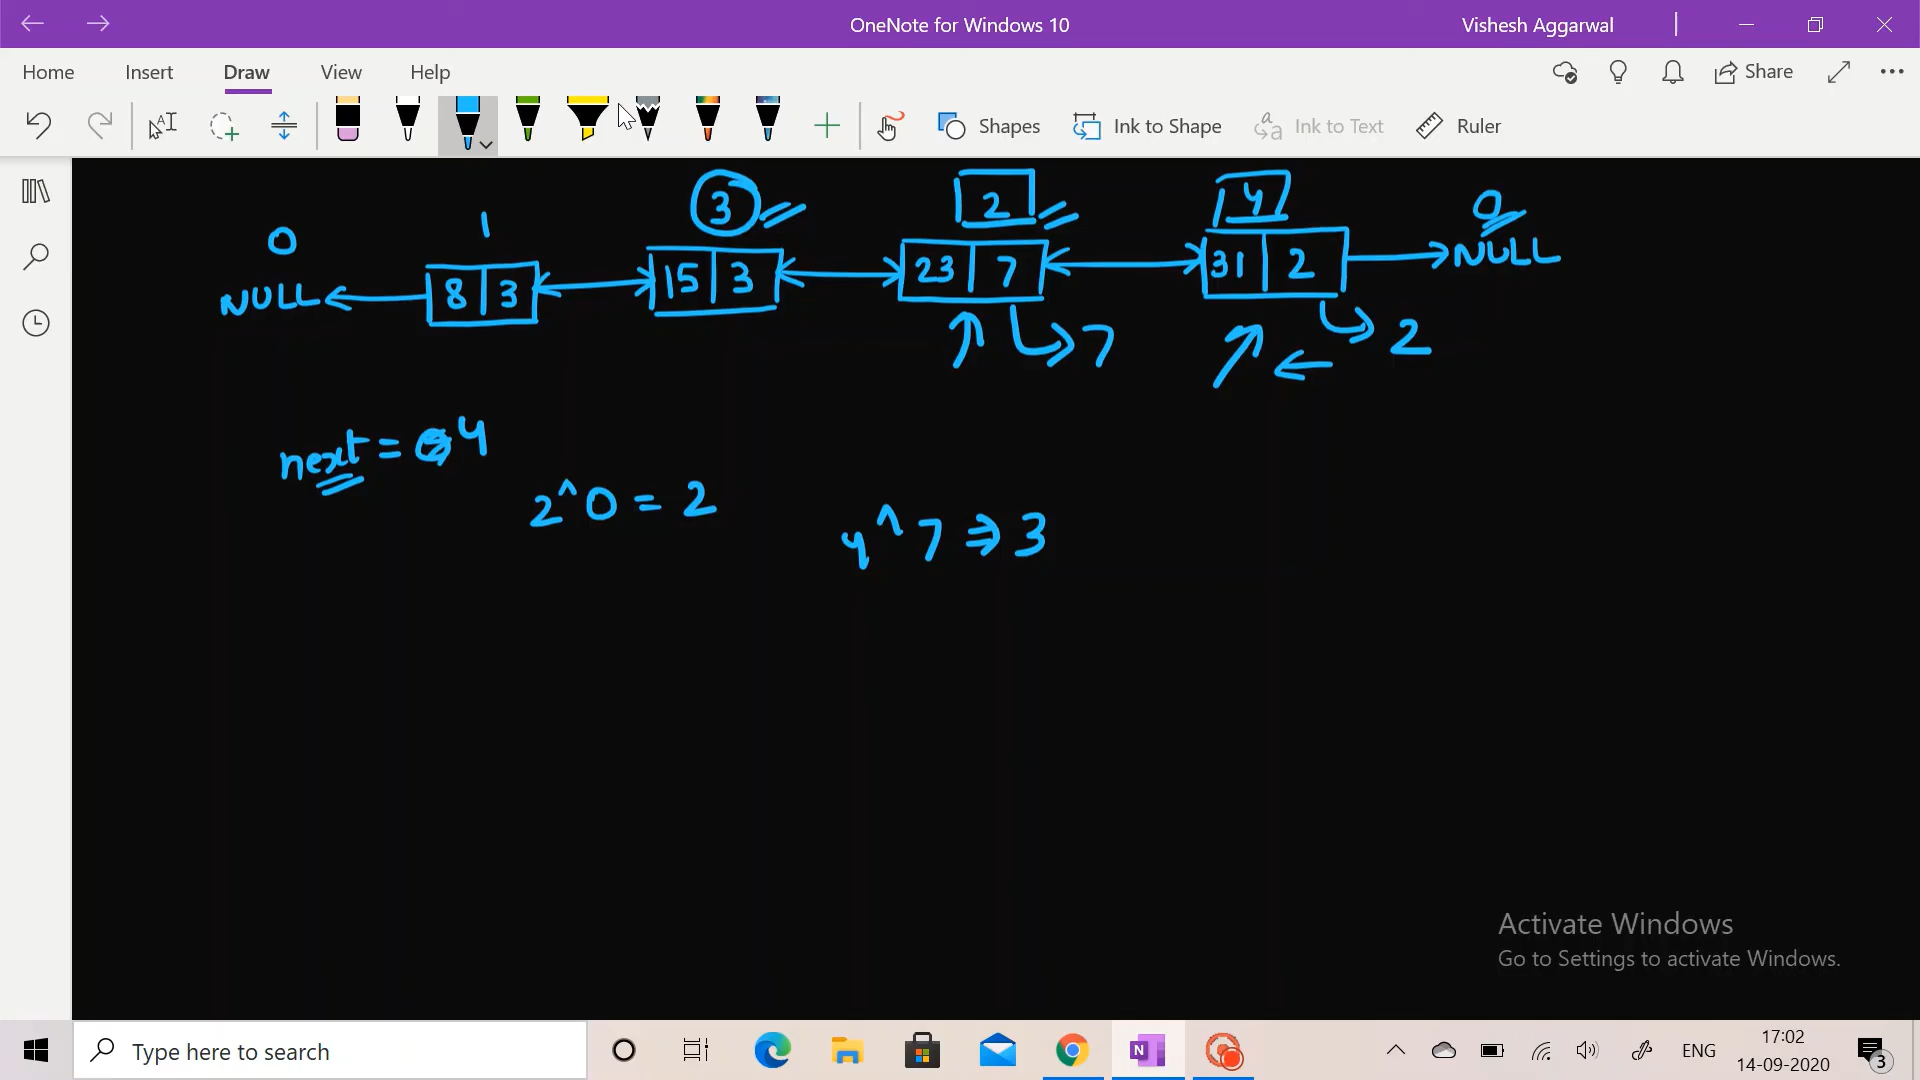 OneNote for Windows 10
Vishesh Aggarwal
Home Insert Draw View Help
Share
Shapes Ink to Shape Ink to Text Ruler
0 1 3 2 4 0
NULL 8 3 15 3 23 7 31 2 NULL
7 2
next = 4
2^0 = 2
4^7 ⇒ 3
Activate Windows
Go to Settings to activate Windows.
Type here to search
ENG
17:02
14-09-2020
3